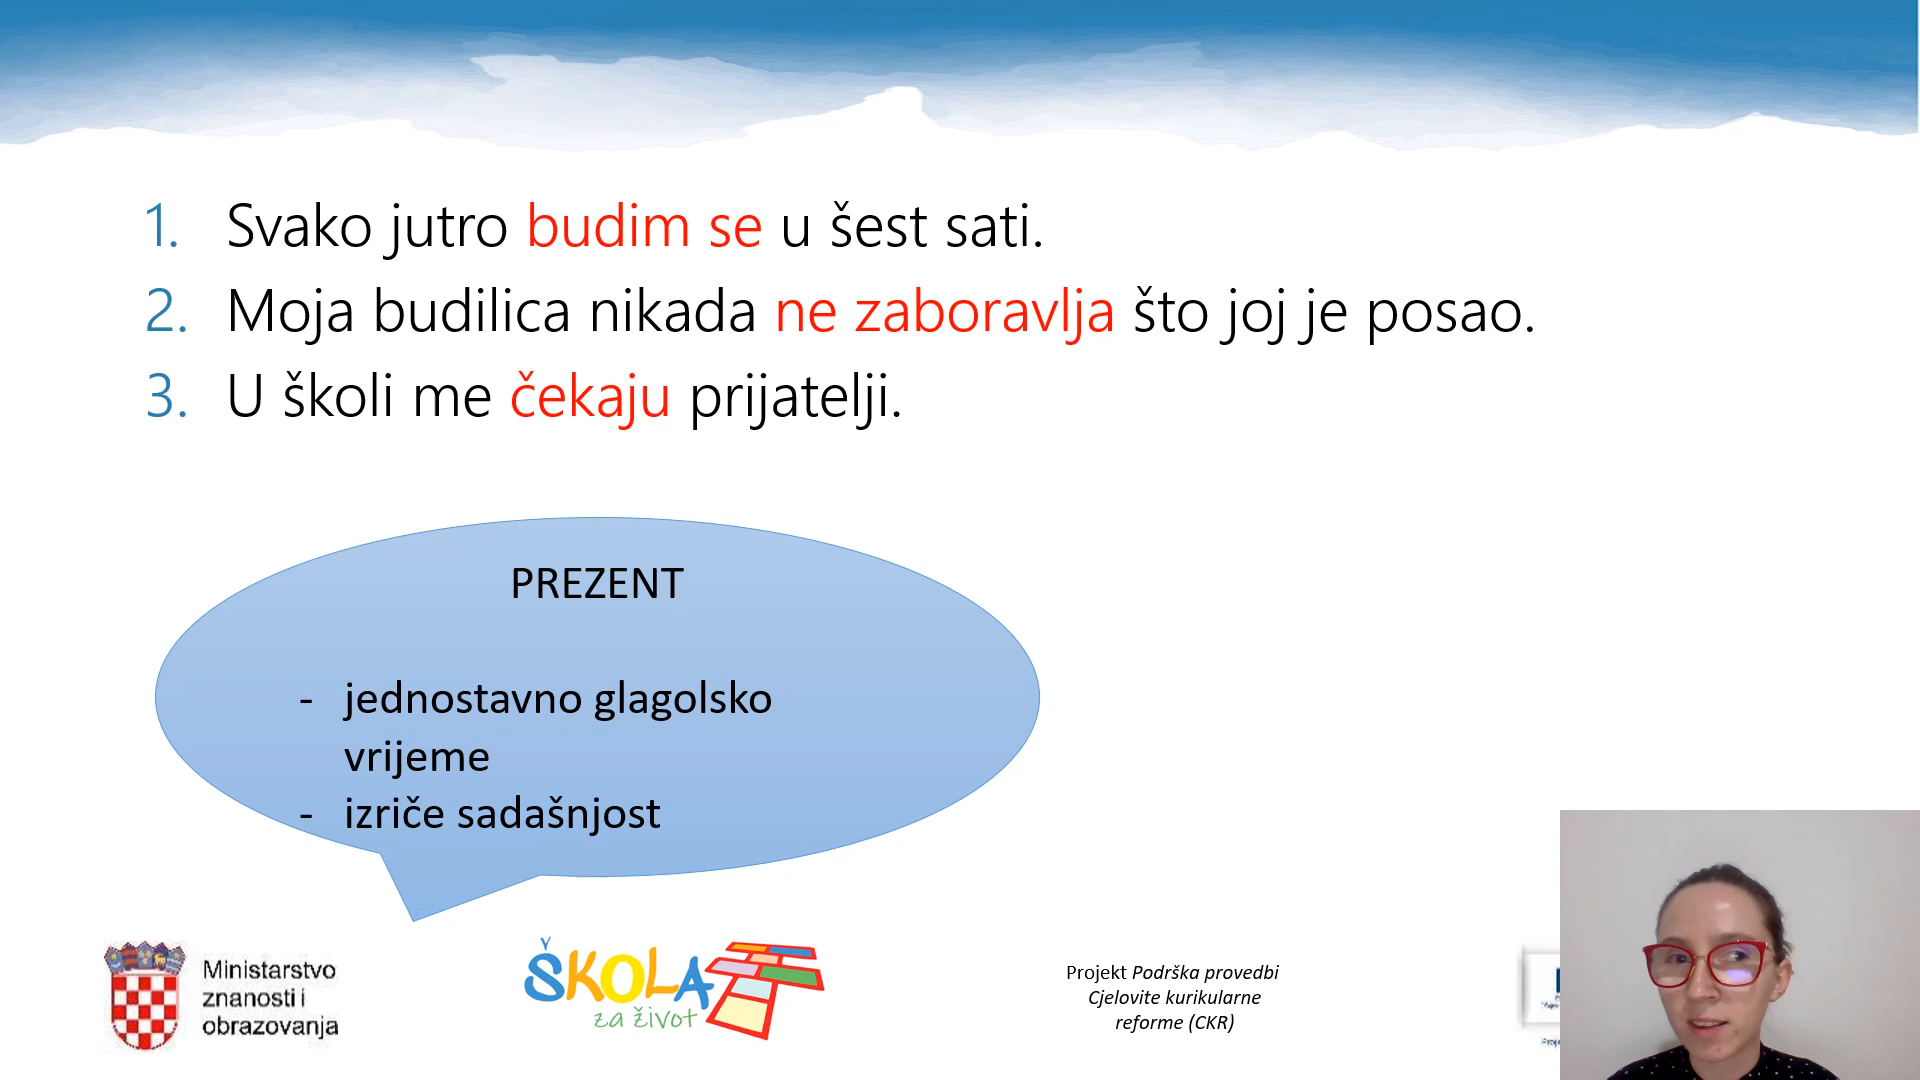 1. Svako jutro budim se u šest sati.
2. Moja budilica nikada ne zaboravlja što joj je posao.
3. U školi me čekaju prijatelji.
PREZENT
- jednostavno glagolsko
vrijeme
- izriče sadašnjost
Ministarstvo
znanosti i
obrazovanja
ŠKOLA
za život
Projekt Podrška provedbi
Cjelovite kurikularne
reforme (CKR)